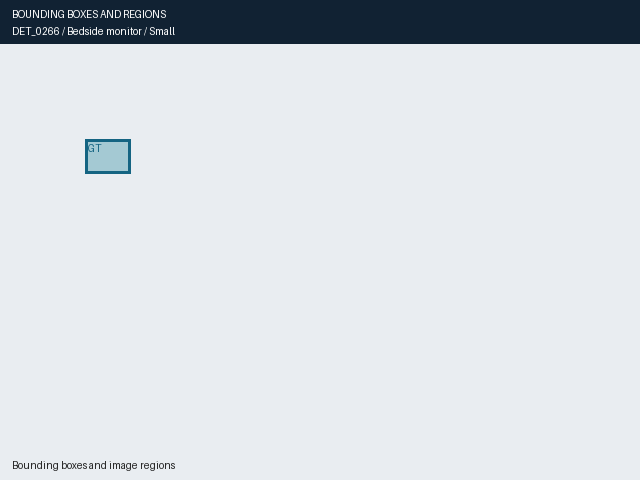 BOUNDING BOXES AND REGIONS
DET_0266 / Bedside monitor / Small
GT
Bounding boxes and image regions